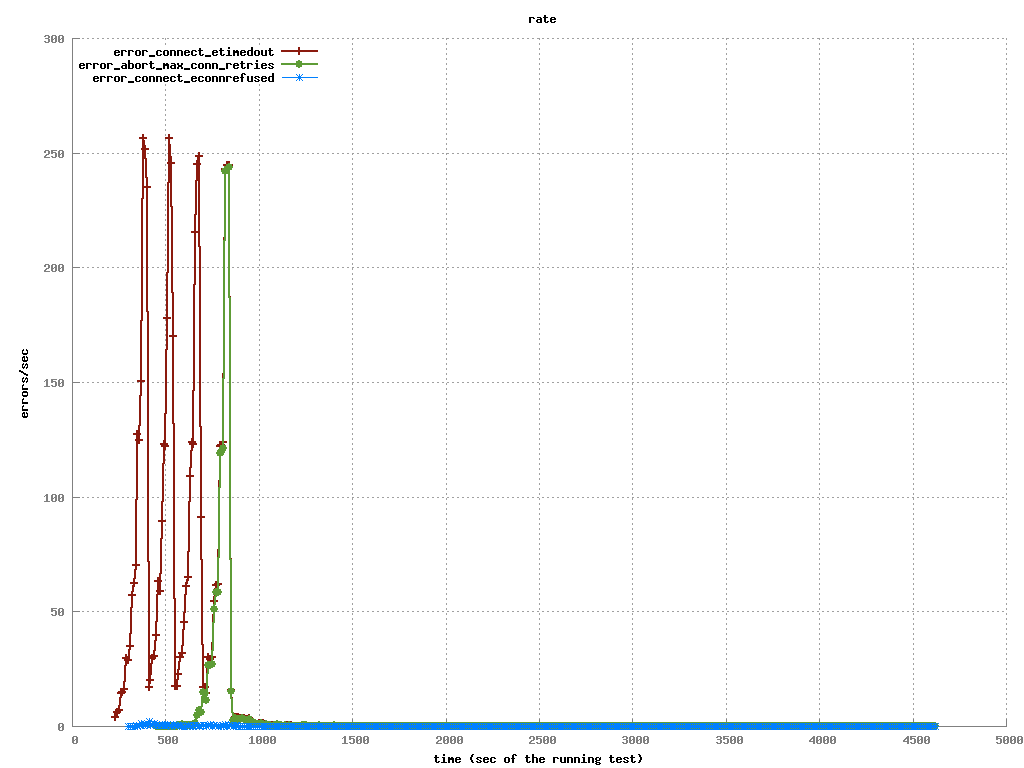 rate
300
error_connect_etimedout
error_abort_max_conn_retries
error_connect_econnrefused
250
200
errors/sec
150
100
50
0
0 500 1000 1500 2000 2500 3000 3500 4000 4500 5000
time (sec of the running test)